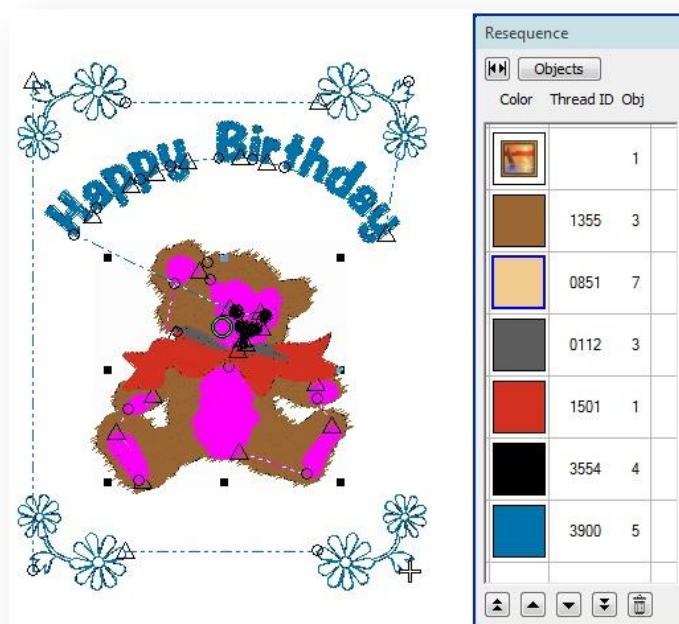 Happy Birthday
Resequence
Objects
Color Thread ID Obj
1
1355 3
0851 7
0112 3
1501 1
3554 4
3900 5